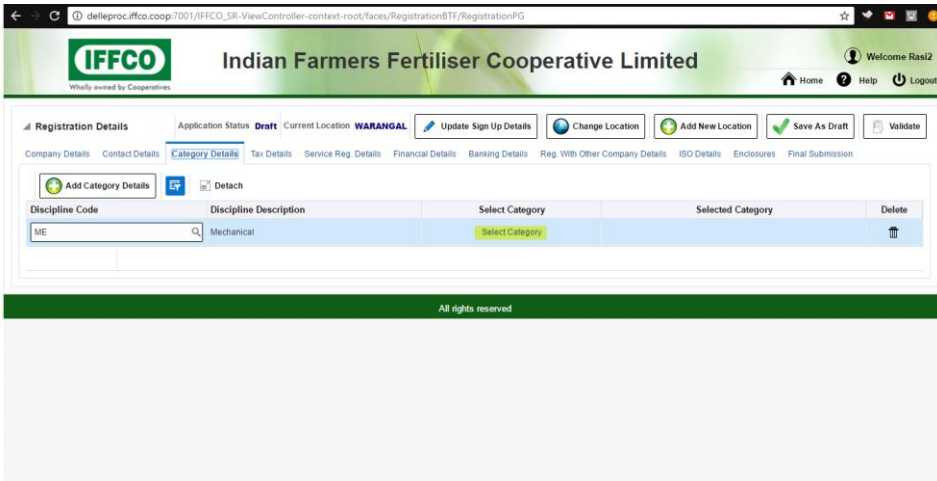 delleproc.iffco.coop:7001/IFFCO_SR-ViewController-context-root/faces/RegistrationBTF/RegistrationPG
IFFCO
Wholly owned by Cooperatives
Indian Farmers Fertiliser Cooperative Limited
Welcome Rasi2
Home Help Logout
Registration Details Application Status Draft Current Location WARANGAL Update Sign Up Details Change Location Add New Location Save As Draft Validate
Company Details Contact Details Category Details Tax Details Service Reg. Details Financial Details Banking Details Reg. With Other Company Details ISO Details Enclosures Final Submission
Add Category Details Detach
Discipline Code Discipline Description Select Category Selected Category Delete
ME Mechanical Select Category
All rights reserved